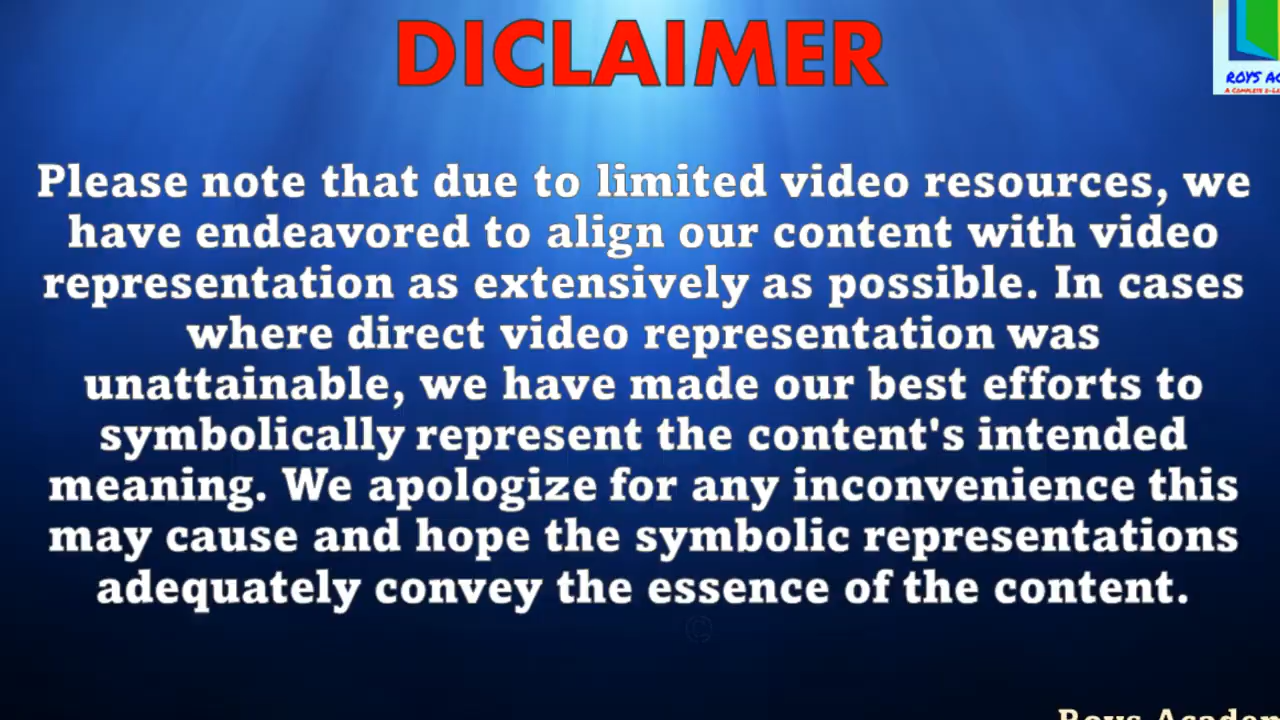 DICLAIMER
ROYS AC
Please note that due to limited video resources, we
have endeavored to align our content with video
representation as extensively as possible. In cases
where direct video representation was
unattainable, we have made our best efforts to
symbolically represent the content's intended
meaning. We apologize for any inconvenience this
may cause and hope the symbolic representations
adequately convey the essence of the content.
©
Roys Academ